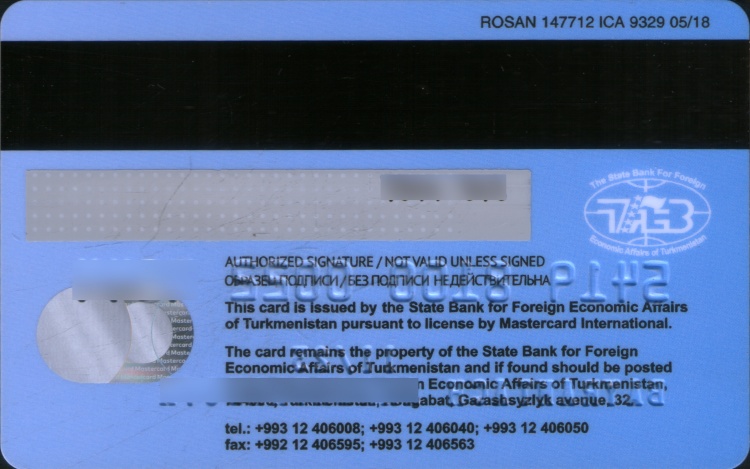 ROSAN 147712 ICA 9329 05/18
The State Bank For Foreign
Economic Affairs of Turkmenistan
AUTHORIZED SIGNATURE / NOT VALID UNLESS SIGNED
ОБРАЗЕЦ ПОДПИСИ / БЕЗ ПОДПИСИ НЕДЕЙСТВИТЕЛЬНА
This card is issued by the State Bank for Foreign Economic Affairs
of Turkmenistan pursuant to license by Mastercard International.
The card remains the property of the State Bank for Foreign
Economic Affairs of Turkmenistan and if found should be posted
Economic Affairs of Turkmenistan,
Garashsyzlyk avenue, 32.
tel.: +993 12 406008; +993 12 406040; +993 12 406050
fax: +992 12 406595; +993 12 406563